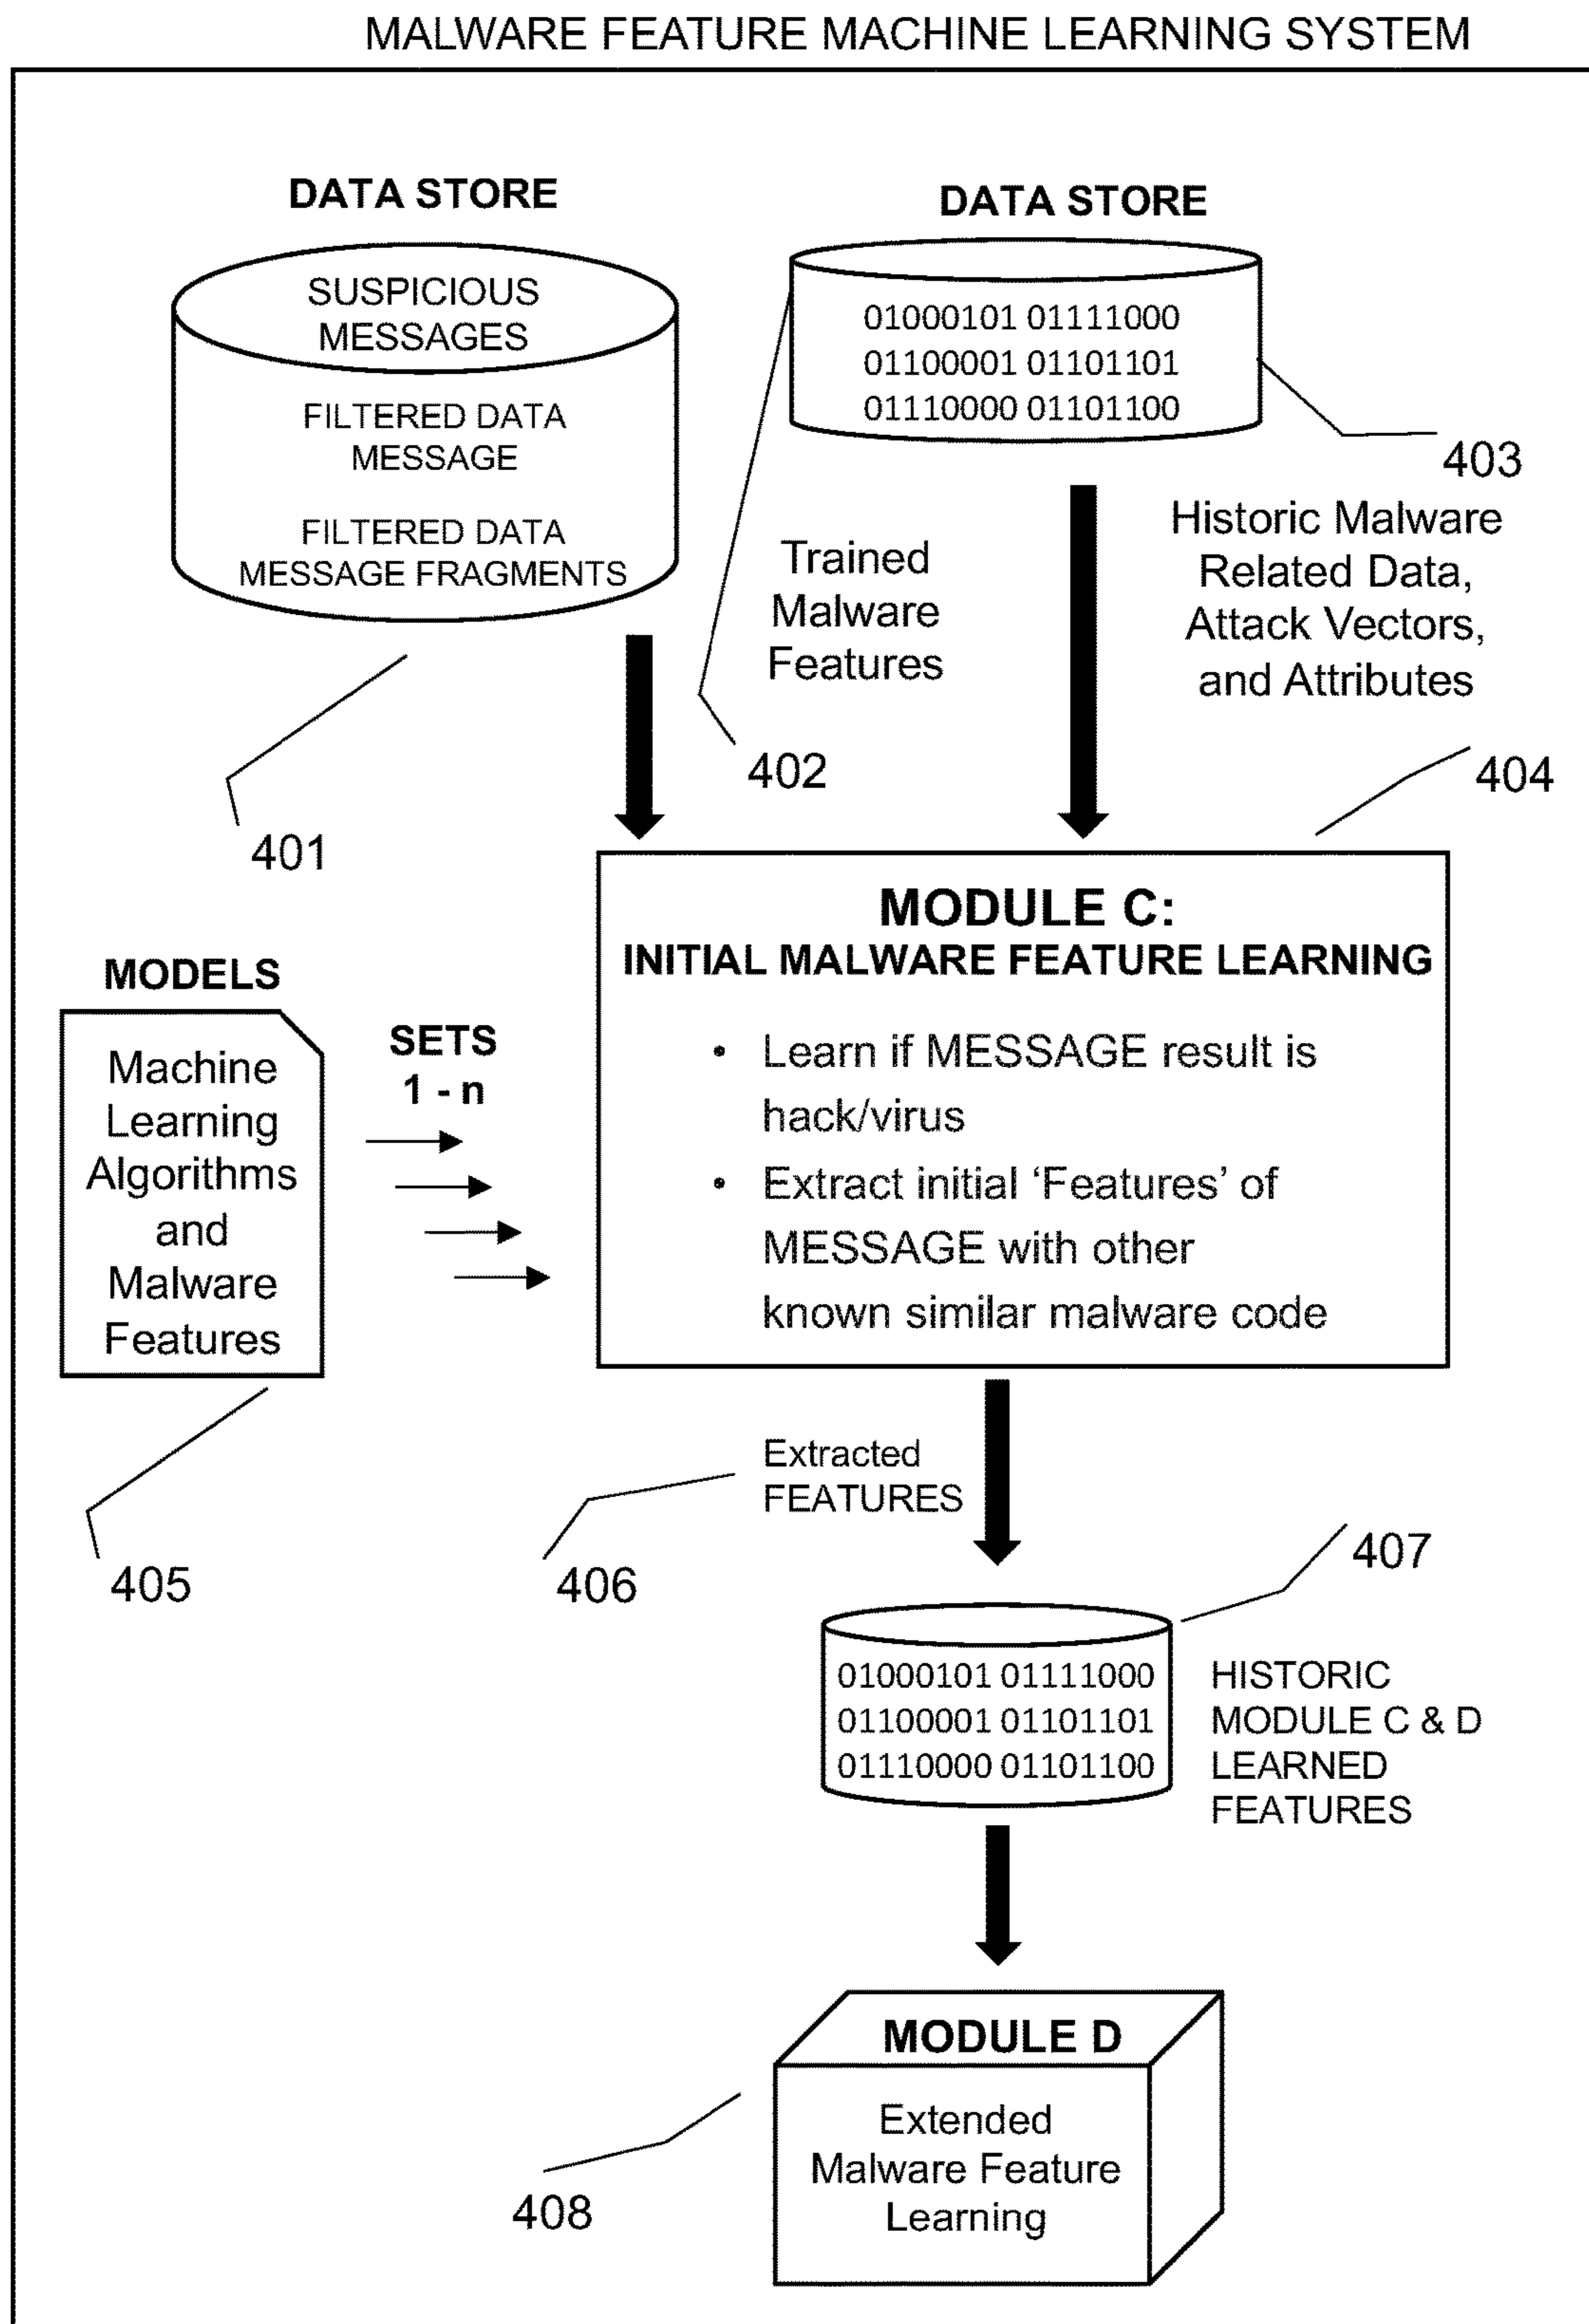 MALWARE FEATURE MACHINE LEARNING SYSTEM
DATA STORE
SUSPICIOUS
MESSAGES
FILTERED DATA
MESSAGE
FILTERED DATA
MESSAGE FRAGMENTS
401
DATA STORE
01000101 01111000
01100001 01101101
01110000 01101100
403
Trained
Malware
Features
402
Historic Malware
Related Data,
Attack Vectors,
and Attributes
404
MODULE C:
INITIAL MALWARE FEATURE LEARNING
• Learn if MESSAGE result is
hack/virus
• Extract initial ‘Features’ of
MESSAGE with other
known similar malware code
MODELS
Machine
Learning
Algorithms
and
Malware
Features
SETS
1 - n
405
Extracted
FEATURES
406
407
01000101 01111000
01100001 01101101
01110000 01101100
HISTORIC
MODULE C & D
LEARNED
FEATURES
MODULE D
Extended
Malware Feature
Learning
408